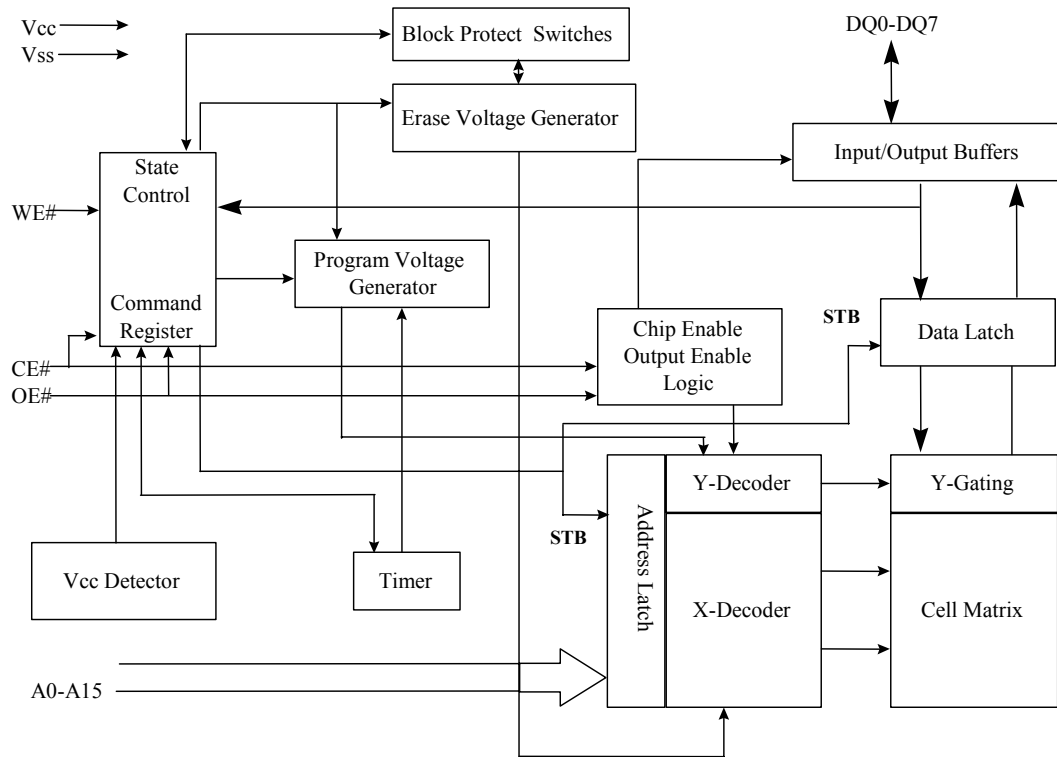 Vcc
Vss
Block Protect Switches
DQ0-DQ7
Erase Voltage Generator
Input/Output Buffers
State
Control
WE#
Program Voltage
Generator
Command
Register
Chip Enable
Output Enable
Logic
STB
Data Latch
CE#
OE#
Y-Decoder
Y-Gating
STB
Address Latch
Vcc Detector
Timer
X-Decoder
Cell Matrix
A0-A15